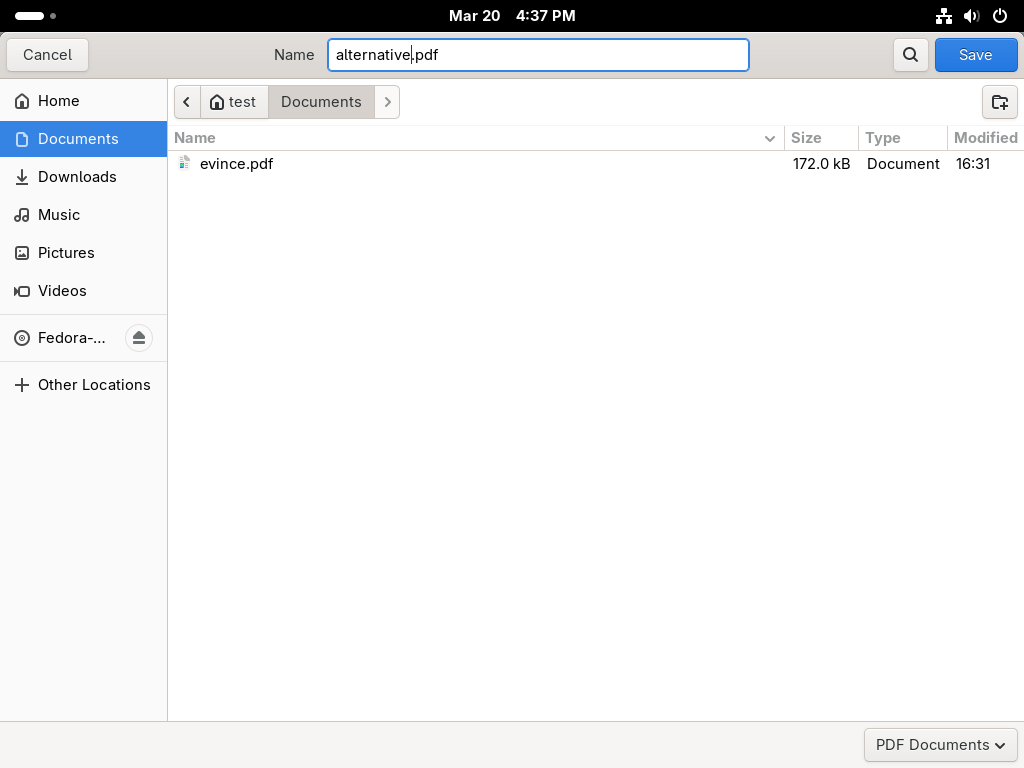 Mar 20 4:37 PM
Cancel Name alternative.pdf Save
Home test Documents
Documents
Name Size Type Modified
evince.pdf 172.0 kB Document 16:31
Downloads
Music
Pictures
Videos
Fedora-...
Other Locations
PDF Documents